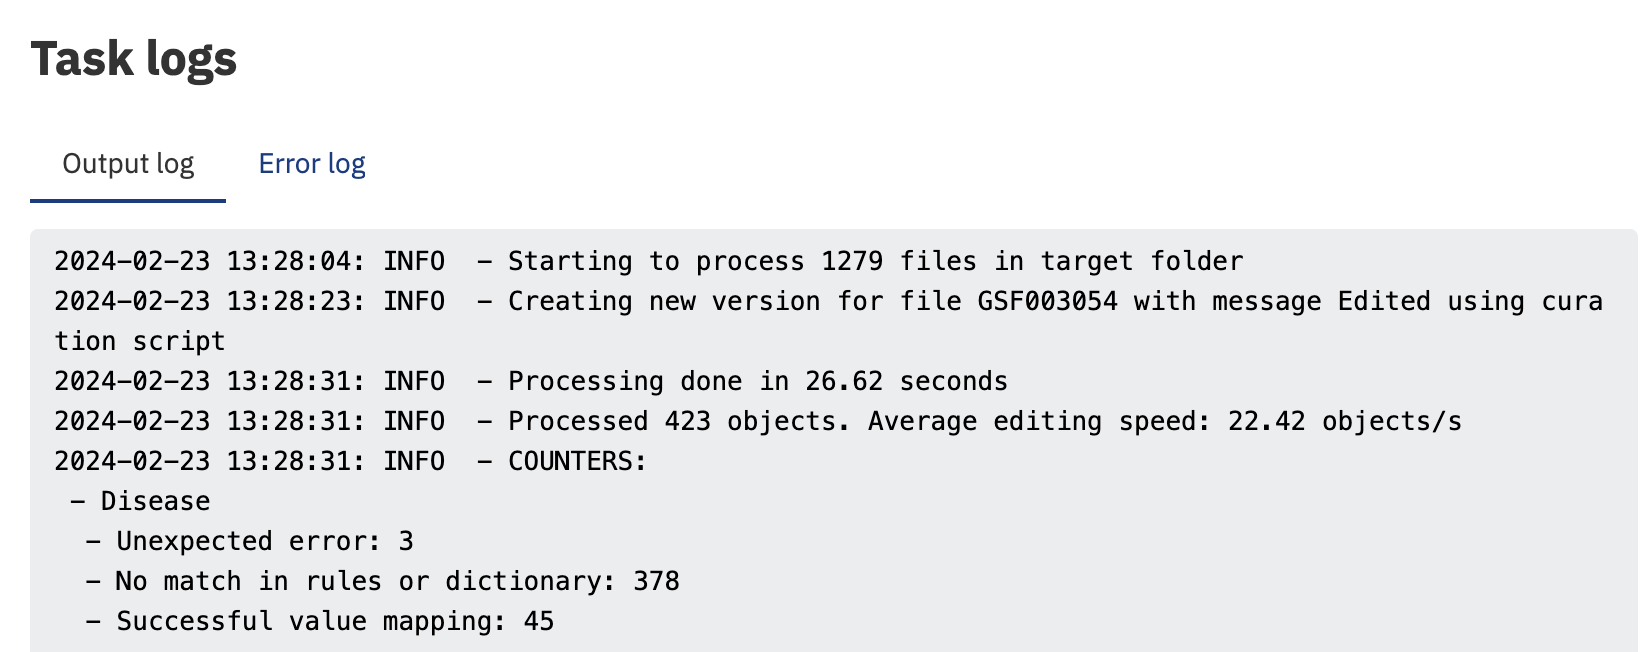 Task logs
Output log Error log
2024-02-23 13:28:04: INFO  - Starting to process 1279 files in target folder
2024-02-23 13:28:23: INFO  - Creating new version for file GSF003054 with message Edited using cura
tion script
2024-02-23 13:28:31: INFO  - Processing done in 26.62 seconds
2024-02-23 13:28:31: INFO  - Processed 423 objects. Average editing speed: 22.42 objects/s
2024-02-23 13:28:31: INFO  - COUNTERS:
 - Disease
  - Unexpected error: 3
  - No match in rules or dictionary: 378
  - Successful value mapping: 45